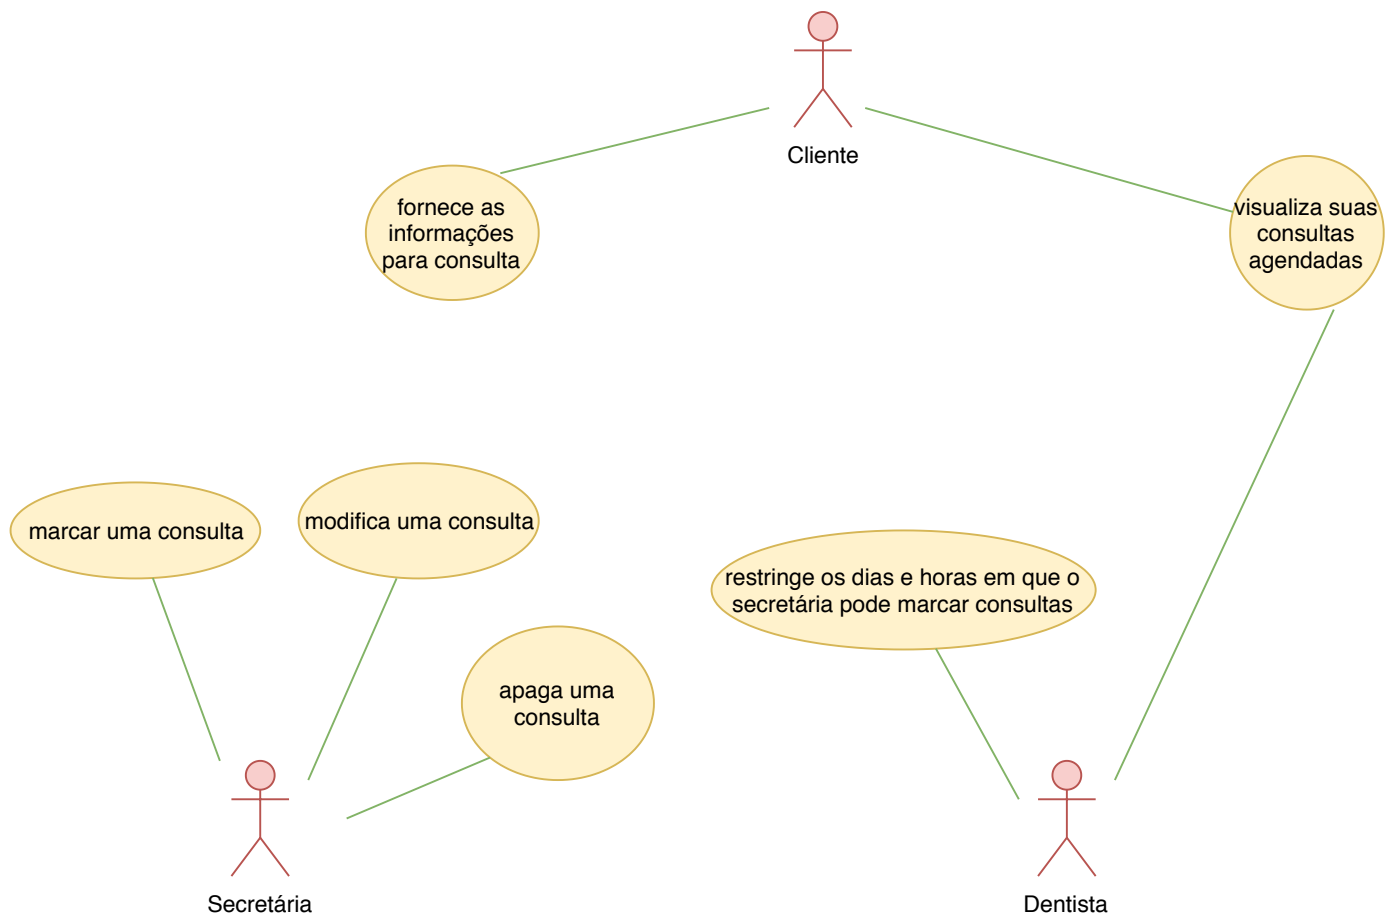 Cliente
fornece as
informações
para consulta
visualiza suas
consultas
agendadas
marcar uma consulta
modifica uma consulta
restringe os dias e horas em que o
secretária pode marcar consultas
apaga uma
consulta
Secretária
Dentista